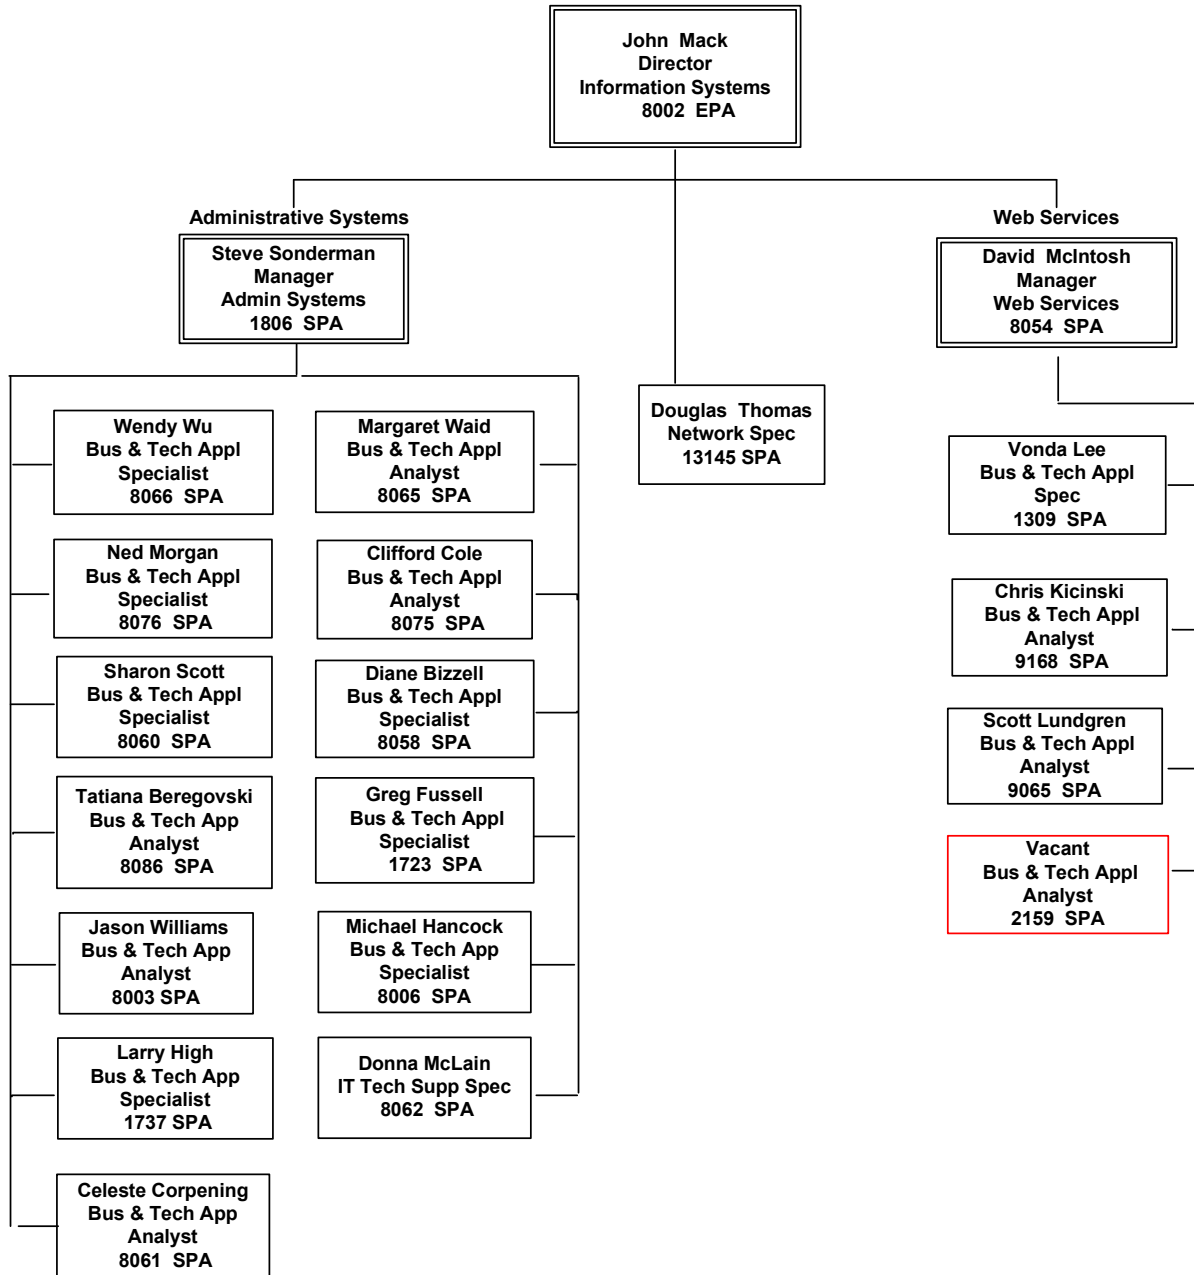 John Mack
Director
Information Systems
8002 EPA
Administrative Systems
Steve Sonderman
Manager
Admin Systems
1806 SPA
Web Services
David McIntosh
Manager
Web Services
8054 SPA
Douglas Thomas
Network Spec
13145 SPA
Wendy Wu
Bus & Tech Appl
Specialist
8066 SPA
Margaret Waid
Bus & Tech Appl
Analyst
8065 SPA
Ned Morgan
Bus & Tech Appl
Specialist
8076 SPA
Clifford Cole
Bus & Tech Appl
Analyst
8075 SPA
Sharon Scott
Bus & Tech Appl
Specialist
8060 SPA
Diane Bizzell
Bus & Tech Appl
Specialist
8058 SPA
Tatiana Beregovski
Bus & Tech App
Analyst
8086 SPA
Greg Fussell
Bus & Tech Appl
Specialist
1723 SPA
Jason Williams
Bus & Tech App
Analyst
8003 SPA
Michael Hancock
Bus & Tech App
Specialist
8006 SPA
Larry High
Bus & Tech App
Specialist
1737 SPA
Donna McLain
IT Tech Supp Spec
8062 SPA
Celeste Corpening
Bus & Tech App
Analyst
8061 SPA
Vonda Lee
Bus & Tech Appl
Spec
1309 SPA
Chris Kicinski
Bus & Tech Appl
Analyst
9168 SPA
Scott Lundgren
Bus & Tech Appl
Analyst
9065 SPA
Vacant
Bus & Tech Appl
Analyst
2159 SPA